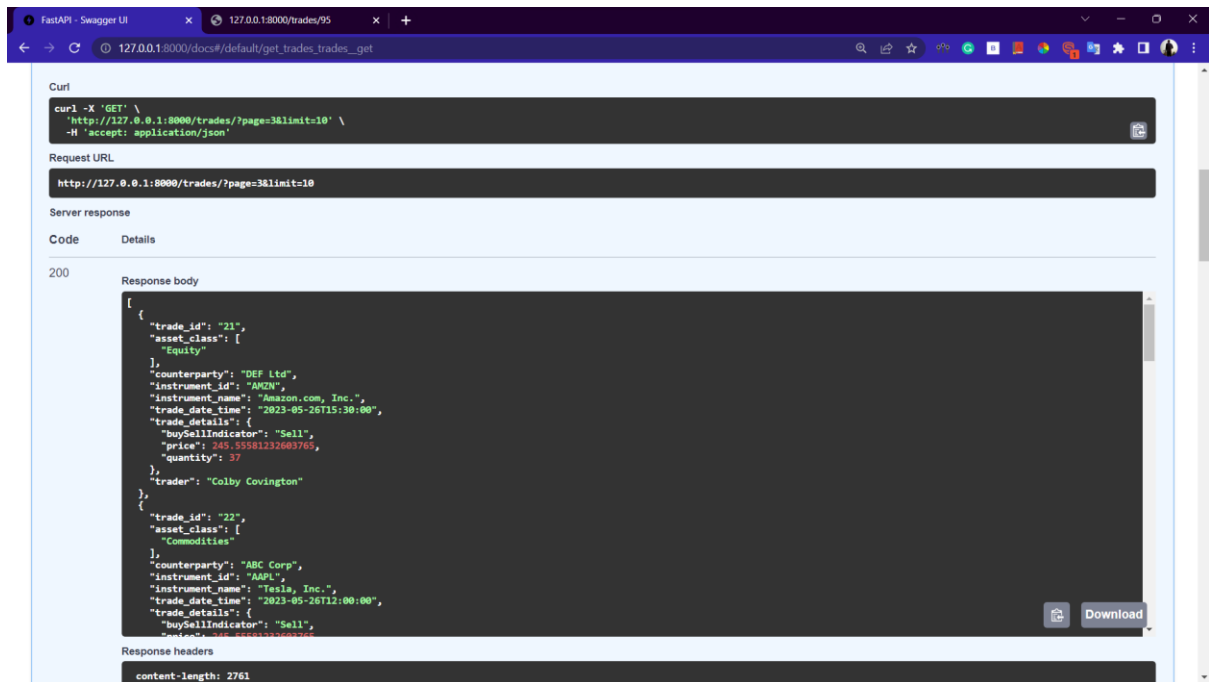 FastAPI - Swagger UI
127.0.0.1:8000/trades/95
127.0.0.1:8000/docs#/default/get_trades_trades__get
Curl
curl -X 'GET' \
'http://127.0.0.1:8000/trades/?page=3&limit=10' \
-H 'accept: application/json'
Request URL
http://127.0.0.1:8000/trades/?page=3&limit=10
Server response
Code Details
200
Response body
[
{
"trade_id": "21",
"asset_class": [
"Equity"
],
"counterparty": "DEF Ltd",
"instrument_id": "AMZN",
"instrument_name": "Amazon.com, Inc.",
"trade_date_time": "2023-05-26T15:30:00",
"trade_details": {
"buySellIndicator": "Sell",
"price": 245.55581232603765,
"quantity": 37
},
"trader": "Colby Covington"
},
{
"trade_id": "22",
"asset_class": [
"Commodities"
],
"counterparty": "ABC Corp",
"instrument_id": "AAPL",
"instrument_name": "Tesla, Inc.",
"trade_date_time": "2023-05-26T12:00:00",
"trade_details": {
"buySellIndicator": "Sell",
"price": 245.55581232603765
Download
Response headers
content-length: 2761